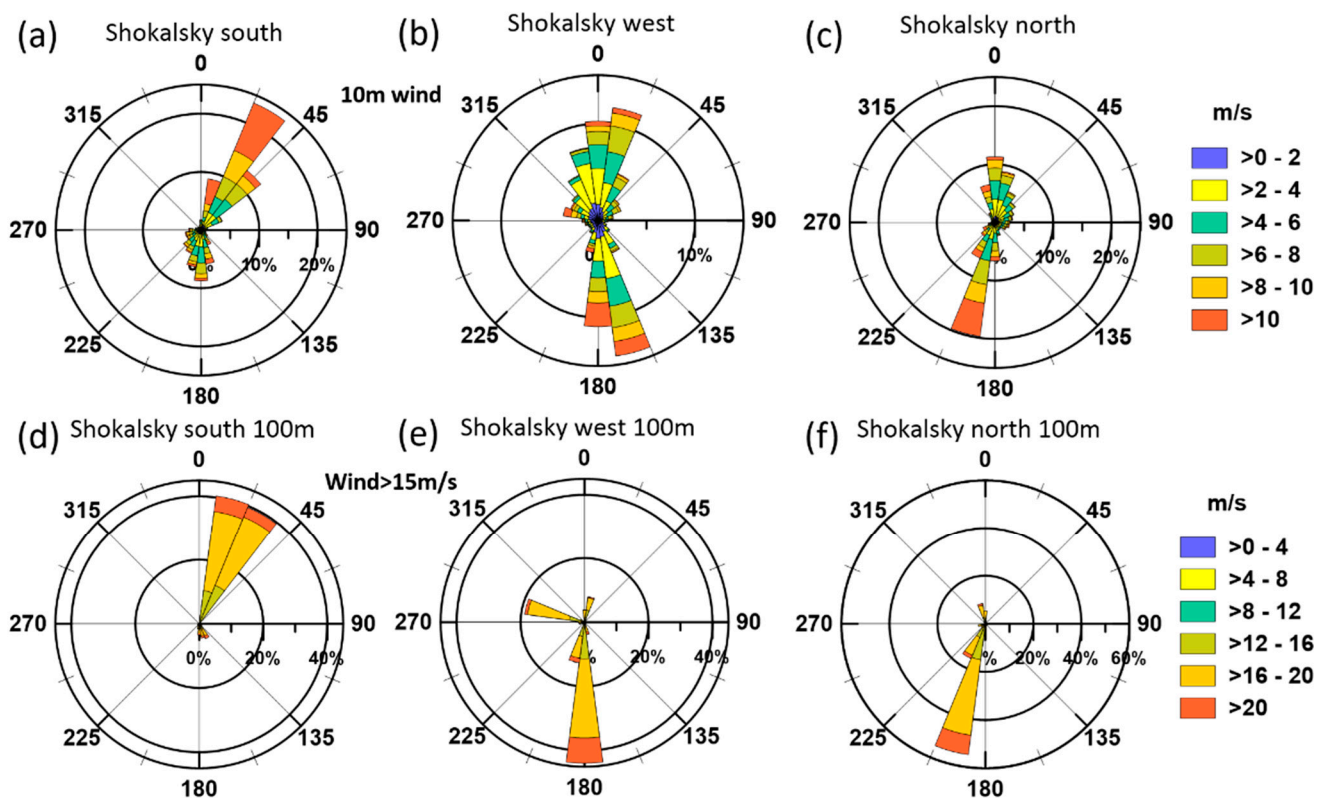 (a) Shokalsky south
(b) Shokalsky west
(c) Shokalsky north
10m wind
0
45
90
135
180
225
270
315
10% 20%
0
45
90
135
180
225
270
315
10%
0
45
90
135
180
225
270
315
10% 20%
m/s
>0 - 2
>2 - 4
>4 - 6
>6 - 8
>8 - 10
>10
(d) Shokalsky south 100m
(e) Shokalsky west 100m
(f) Shokalsky north 100m
Wind>15m/s
0
45
90
135
180
225
270
315
0% 20% 40%
0
45
90
135
180
225
270
315
% 20% 40%
0
45
90
135
180
225
270
315
% 20% 40% 60%
m/s
>0 - 4
>4 - 8
>8 - 12
>12 - 16
>16 - 20
>20